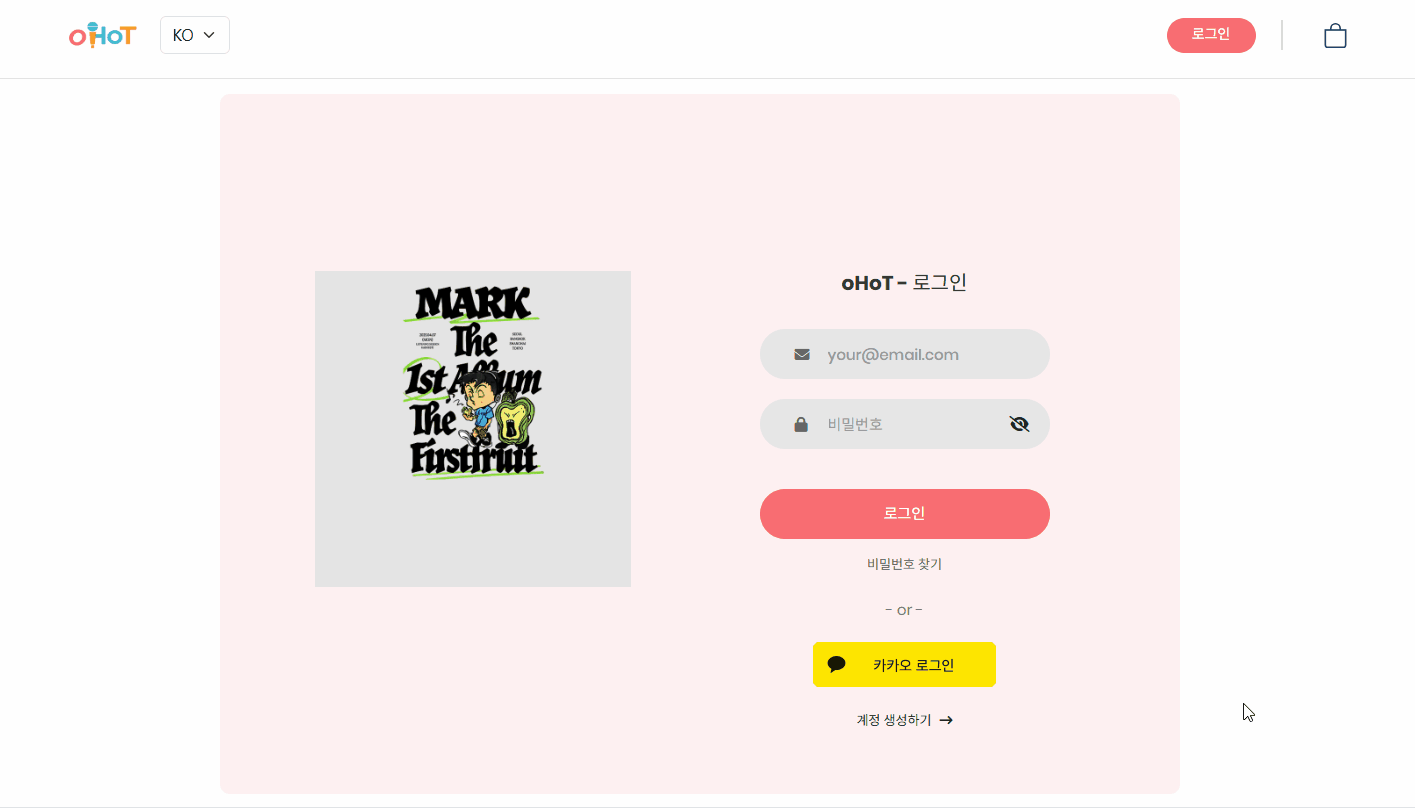 oHoT
KO
로그인
MARK
The
1st Album
The
Firstfruit
oHoT - 로그인
your@email.com
비밀번호
로그인
비밀번호 찾기
- or -
카카오 로그인
계정 생성하기 →